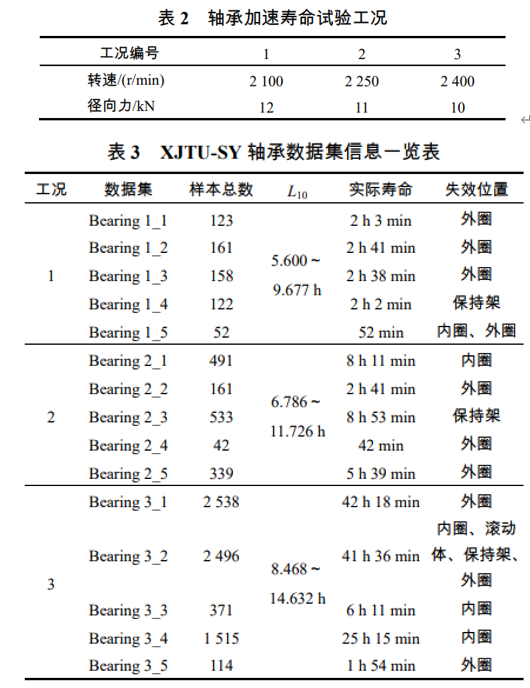 表 2 轴承加速寿命试验工况
工况编号 1 2 3
转速/(r/min) 2 100 2 250 2 400
径向力/kN 12 11 10
表 3 XJTU-SY 轴承数据集信息一览表
工况 数据集 样本总数 L10 实际寿命 失效位置
Bearing 1_1 123 2 h 3 min 外圈
Bearing 1_2 161 2 h 41 min 外圈
5.600～
1 Bearing 1_3 158 2 h 38 min 外圈
9.677 h
Bearing 1_4 122 2 h 2 min 保持架
Bearing 1_5 52 52 min 内圈、外圈
Bearing 2_1 491 8 h 11 min 内圈
Bearing 2_2 161 2 h 41 min 外圈
6.786～
2 Bearing 2_3 533 8 h 53 min 保持架
11.726 h
Bearing 2_4 42 42 min 外圈
Bearing 2_5 339 5 h 39 min 外圈
Bearing 3_1 2 538 42 h 18 min 外圈
内圈、滚动
Bearing 3_2 2 496 41 h 36 min 体、保持架、
8.468～
外圈
3
14.632 h
Bearing 3_3 371 6 h 11 min 内圈
Bearing 3_4 1 515 25 h 15 min 内圈
Bearing 3_5 114 1 h 54 min 外圈